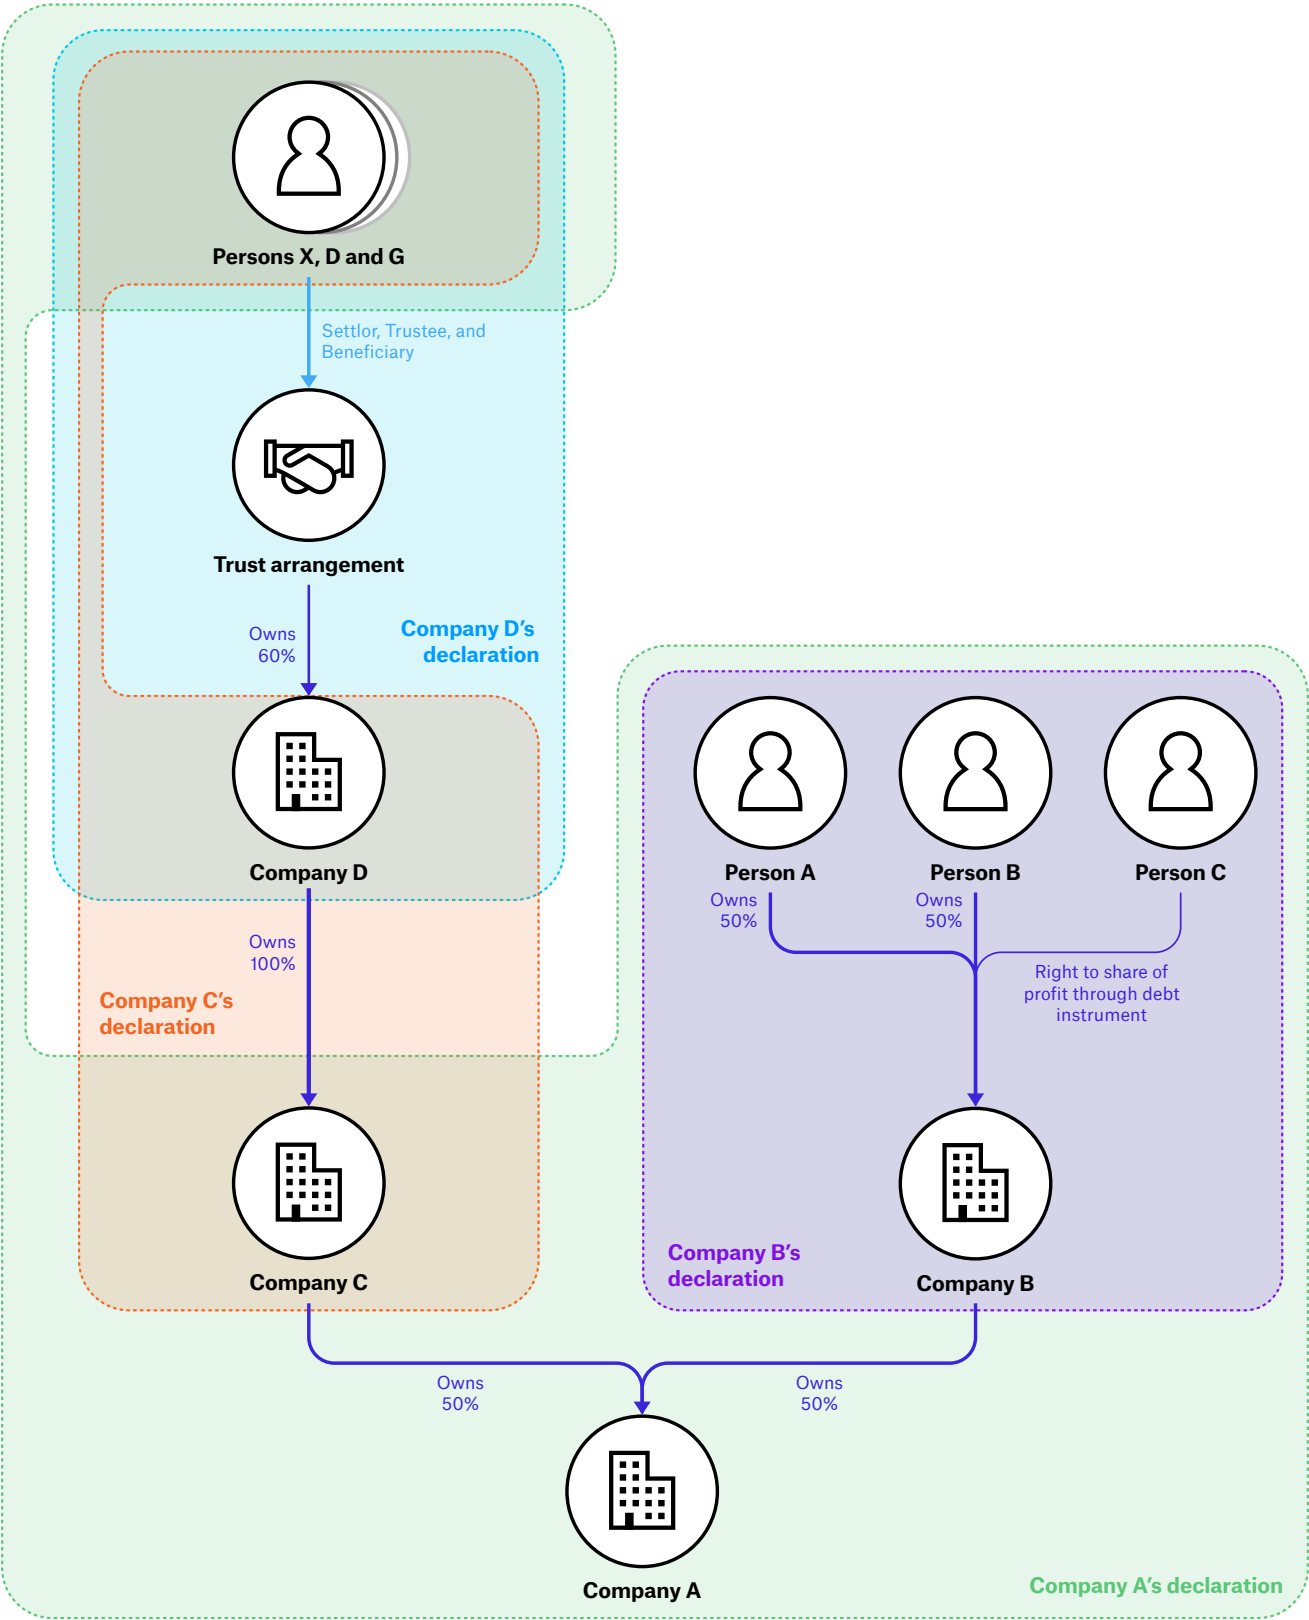 Persons X, D and G
Settlor, Trustee, and
Beneficiary
Trust arrangement
Owns
60%
Company D’s
declaration
Company D
Person A
Person B
Person C
Owns
50%
Owns
50%
Owns
100%
Right to share of
profit through debt
instrument
Company C’s
declaration
Company B’s
declaration
Company C
Company B
Owns
50%
Owns
50%
Company A
Company A’s declaration